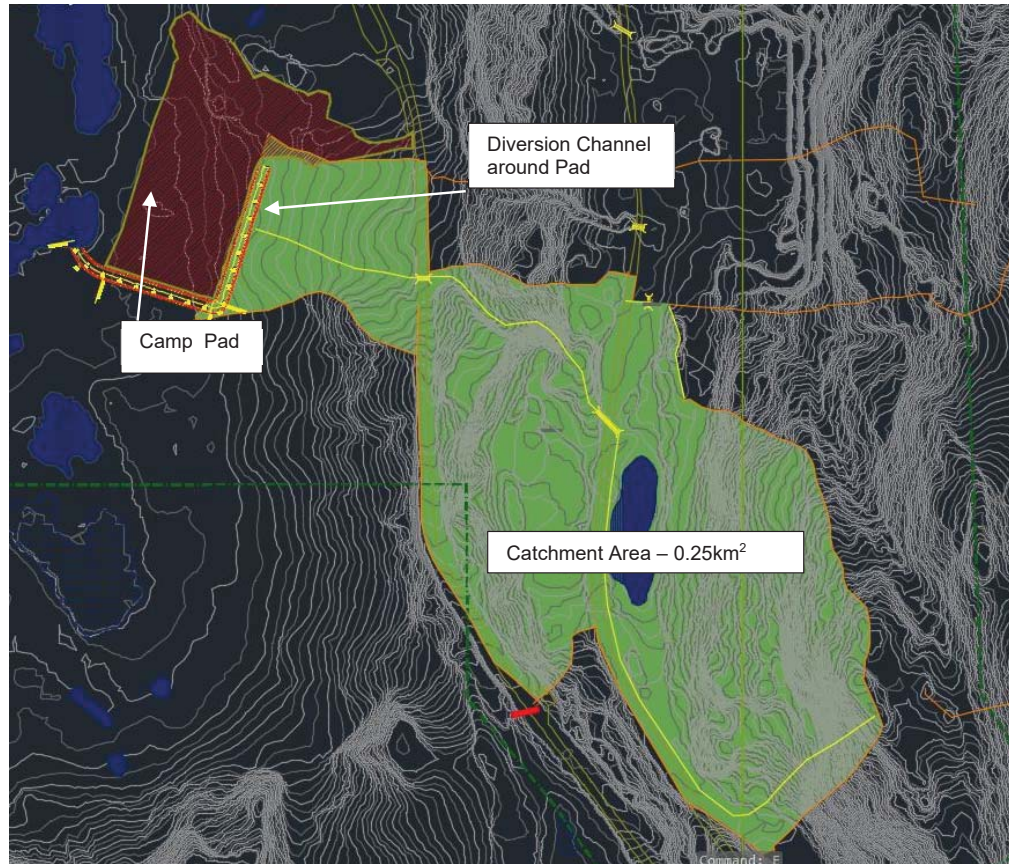 Diversion Channel
around Pad
Camp Pad
Catchment Area – 0.25km²
Command: F